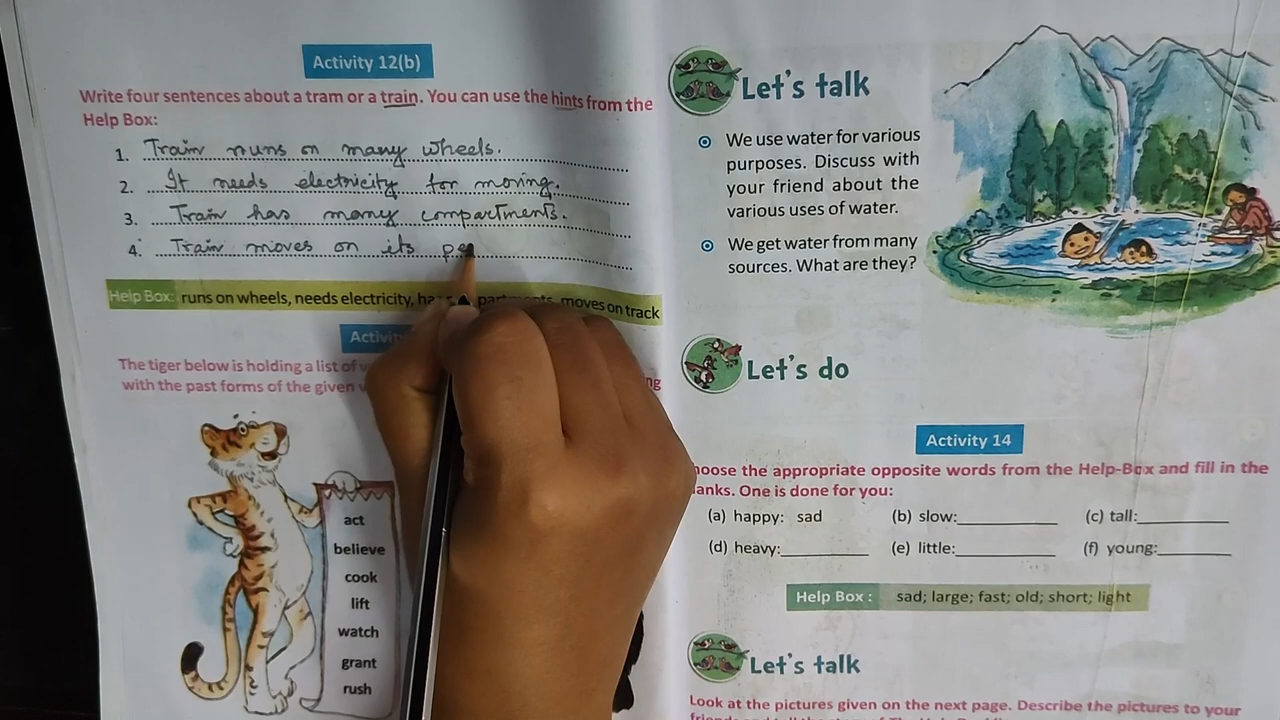 Activity 12(b)
Write four sentences about a tram or a train. You can use the hints from the
Help Box:
1. Train runs on many wheels.
2. It needs electricity for moving.
3. Train has many compartments.
4. Train moves on its
Help Box: runs on wheels, needs electricity, moves on track
The tiger below is holding a list of
with the past forms of the given
act
believe
cook
lift
watch
grant
rush
Let's talk
We use water for various
purposes. Discuss with
your friend about the
various uses of water.
We get water from many
sources. What are they?
Let's do
Activity 14
the appropriate opposite words from the Help-Box and fill in the
One is done for you:
(a) happy: sad (b) slow: (c) tall:
(d) heavy: (e) little: (f) young:
Help Box : sad; large; fast; old; short; light
Let's talk
Look at the pictures given on the next page. Describe the pictures to your